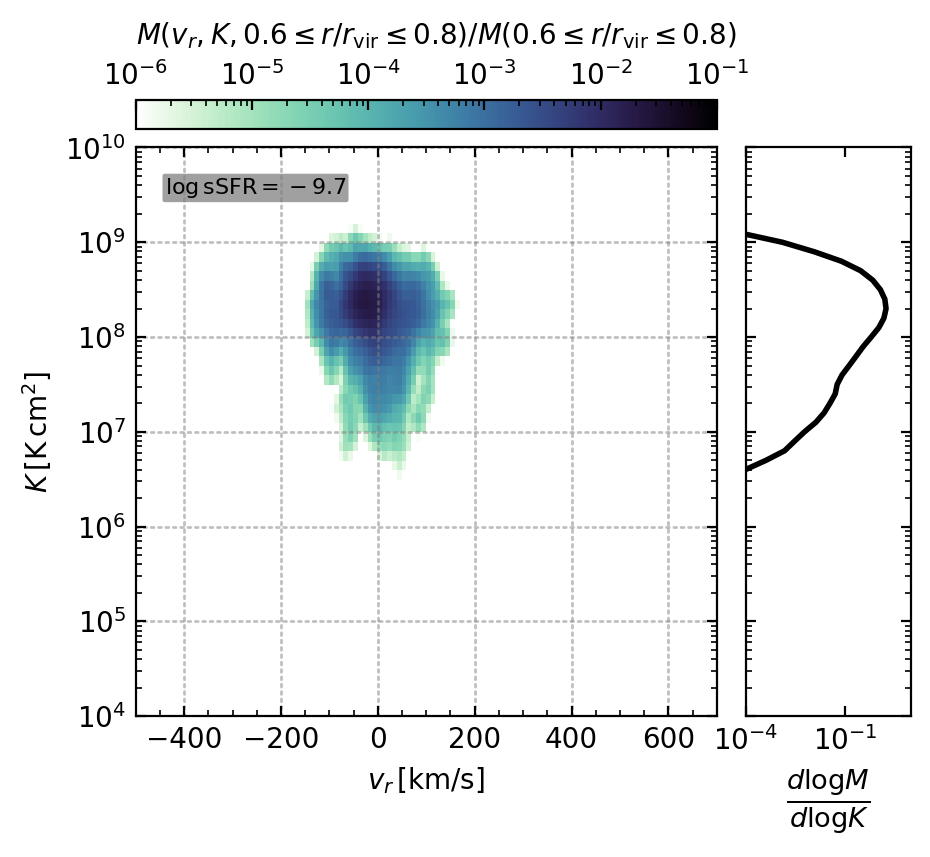 M(v_r, K, 0.6 ≤ r/r_vir ≤ 0.8)/M(0.6 ≤ r/r_vir ≤ 0.8)
10^−6 10^−5 10^−4 10^−3 10^−2 10^−1
log sSFR = −9.7
10^10
10^9
10^8
10^7
10^6
10^5
10^4
K [K cm^2]
−400 −200 0 200 400 600
v_r [km/s]
10^−4 10^−1
dlogM
dlogK